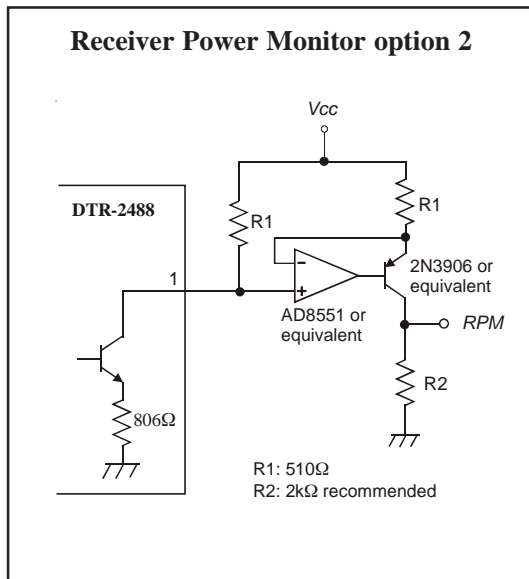 Receiver Power Monitor option 2
Vcc
DTR-2488
R1
R1
1
−
+
2N3906 or
equivalent
AD8551 or
equivalent
RPM
R2
806Ω
R1: 510Ω
R2: 2kΩ recommended